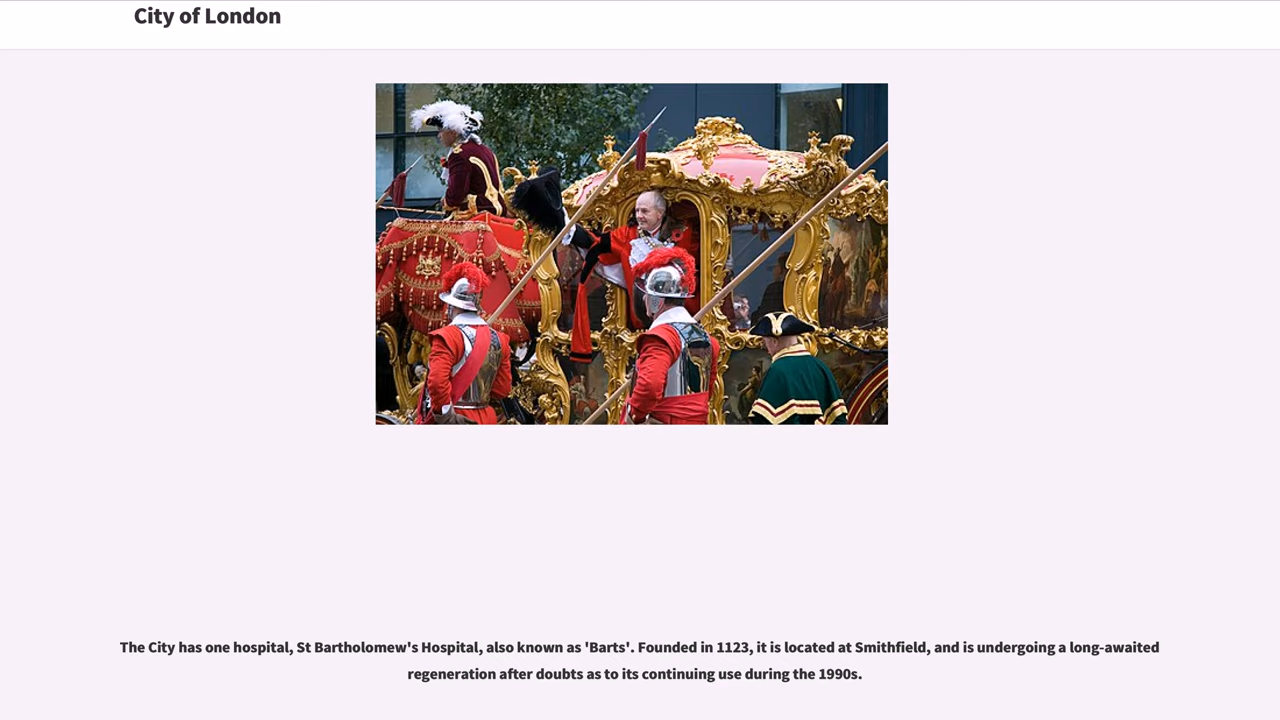 City of London
The City has one hospital, St Bartholomew's Hospital, also known as 'Barts'. Founded in 1123, it is located at Smithfield, and is undergoing a long-awaited
regeneration after doubts as to its continuing use during the 1990s.